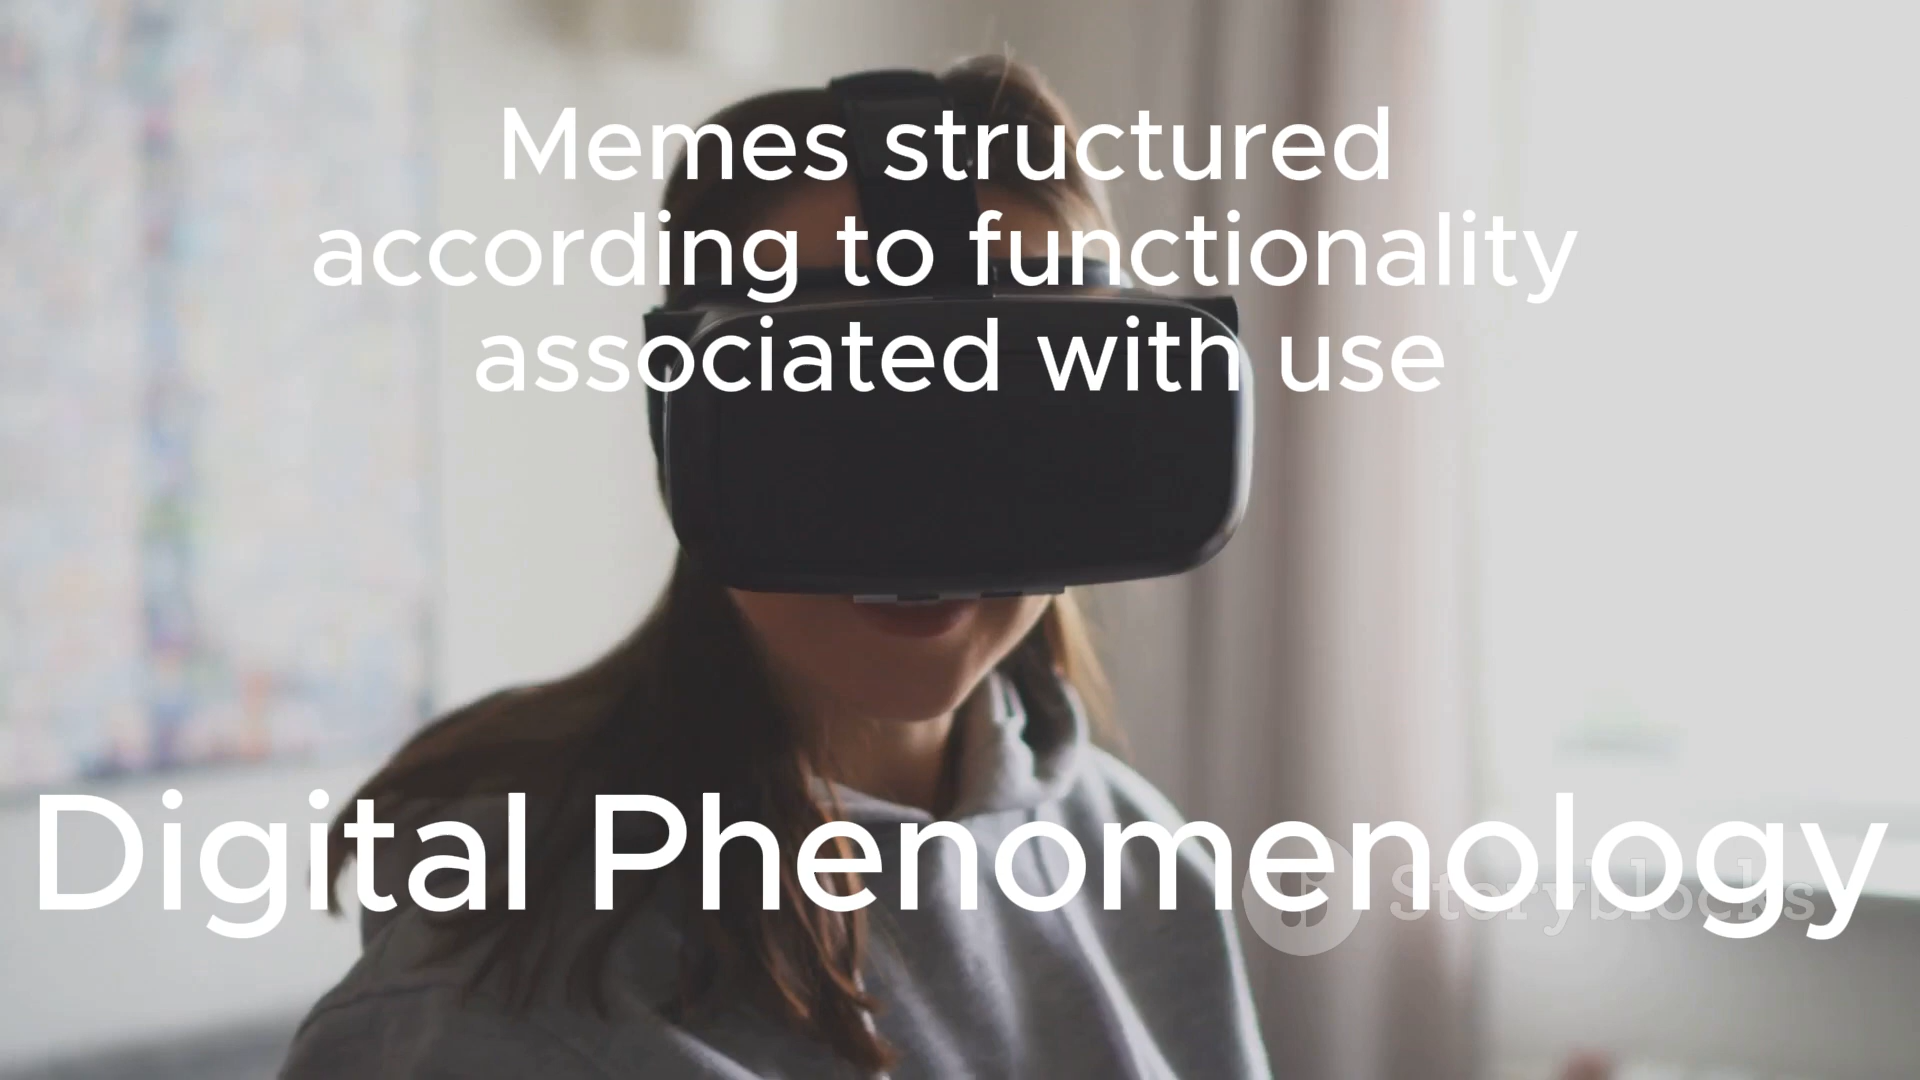 Memes structured
according to functionality
associated with use
Digital Phenomenology
Storyblocks